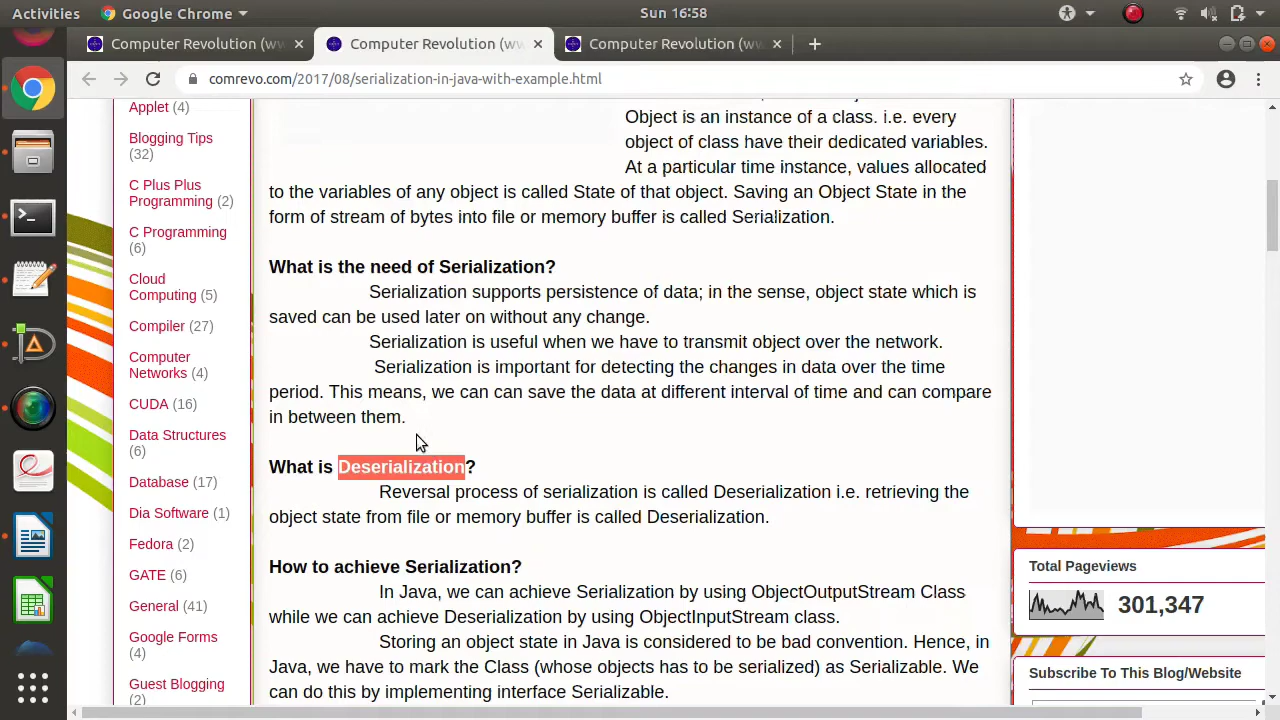 Activities
Google Chrome
Sun 16:58
Computer Revolution (w
Computer Revolution (w
Computer Revolution (w
comrevo.com/2017/08/serialization-in-java-with-example.html
Applet (4)
Blogging Tips
(32)
C Plus Plus
Programming (2)
C Programming
(6)
Cloud
Computing (5)
Compiler (27)
Computer
Networks (4)
CUDA (16)
Data Structures
(6)
Database (17)
Dia Software (1)
Fedora (2)
GATE (6)
General (41)
Google Forms
(4)
Guest Blogging
(2)
Object is an instance of a class. i.e. every
object of class have their dedicated variables.
At a particular time instance, values allocated
to the variables of any object is called State of that object. Saving an Object State in the
form of stream of bytes into file or memory buffer is called Serialization.
What is the need of Serialization?
Serialization supports persistence of data; in the sense, object state which is
saved can be used later on without any change.
Serialization is useful when we have to transmit object over the network.
Serialization is important for detecting the changes in data over the time
period. This means, we can can save the data at different interval of time and can compare
in between them.
What is Deserialization?
Reversal process of serialization is called Deserialization i.e. retrieving the
object state from file or memory buffer is called Deserialization.
How to achieve Serialization?
In Java, we can achieve Serialization by using ObjectOutputStream Class
while we can achieve Deserialization by using ObjectInputStream class.
Storing an object state in Java is considered to be bad convention. Hence, in
Java, we have to mark the Class (whose objects has to be serialized) as Serializable. We
can do this by implementing interface Serializable.
Total Pageviews
301,347
Subscribe To This Blog/Website